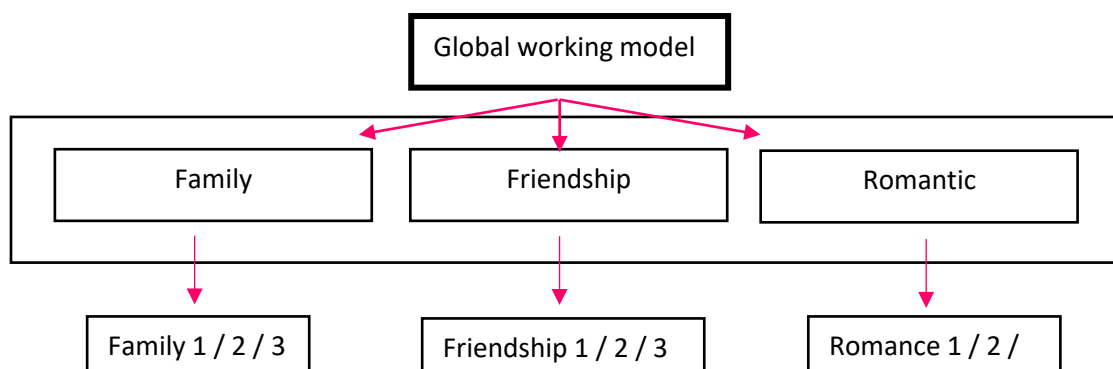 Global working model
Family
Friendship
Romantic
Family 1 / 2 / 3
Friendship 1 / 2 / 3
Romance 1 / 2 /